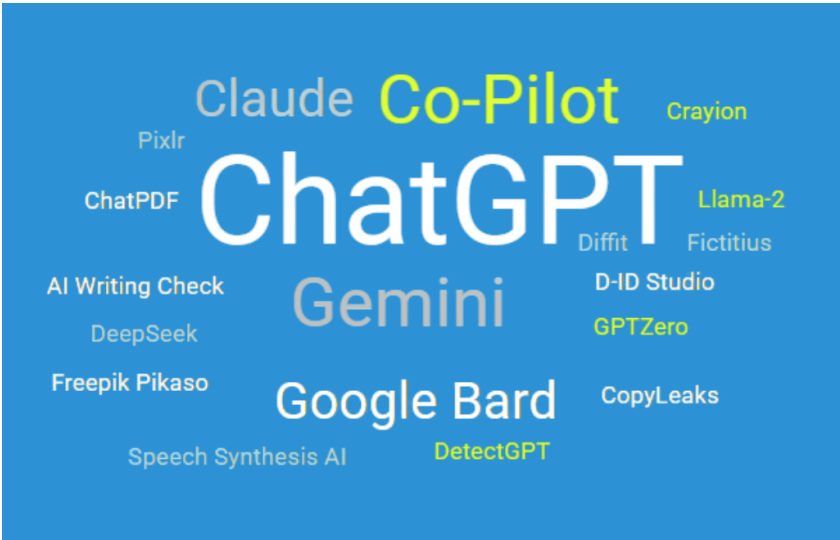 Claude
Co-Pilot
Crayion
Pixlr
ChatGPT
ChatPDF
Llama-2
Diffit
Fictitius
AI Writing Check
Gemini
D-ID Studio
DeepSeek
GPTZero
Freepik Pikaso
Google Bard
CopyLeaks
Speech Synthesis AI
DetectGPT